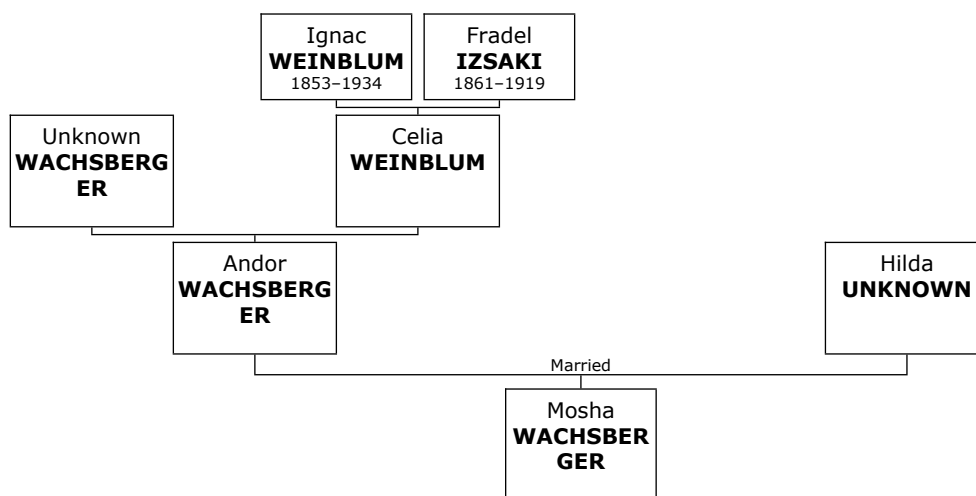 Ignac
WEINBLUM
1853–1934
Fradel
IZSAKI
1861–1919
Unknown
WACHSBERG
ER
Celia
WEINBLUM
Andor
WACHSBERG
ER
Hilda
UNKNOWN
Married
Mosha
WACHSBER
GER